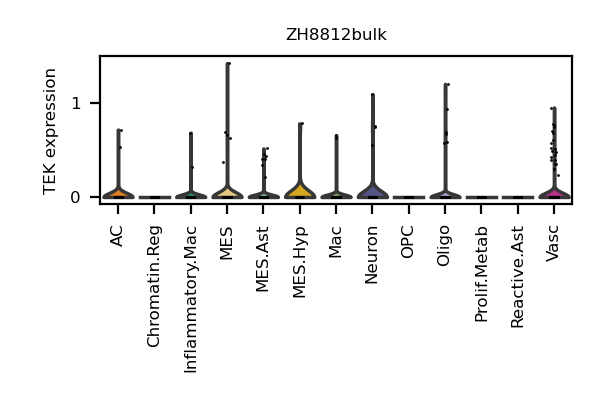 ZH8812bulk
TEK expression
1
0
AC
Chromatin.Reg
Inflammatory.Mac
MES
MES.Ast
MES.Hyp
Mac
Neuron
OPC
Oligo
Prolif.Metab
Reactive.Ast
Vasc